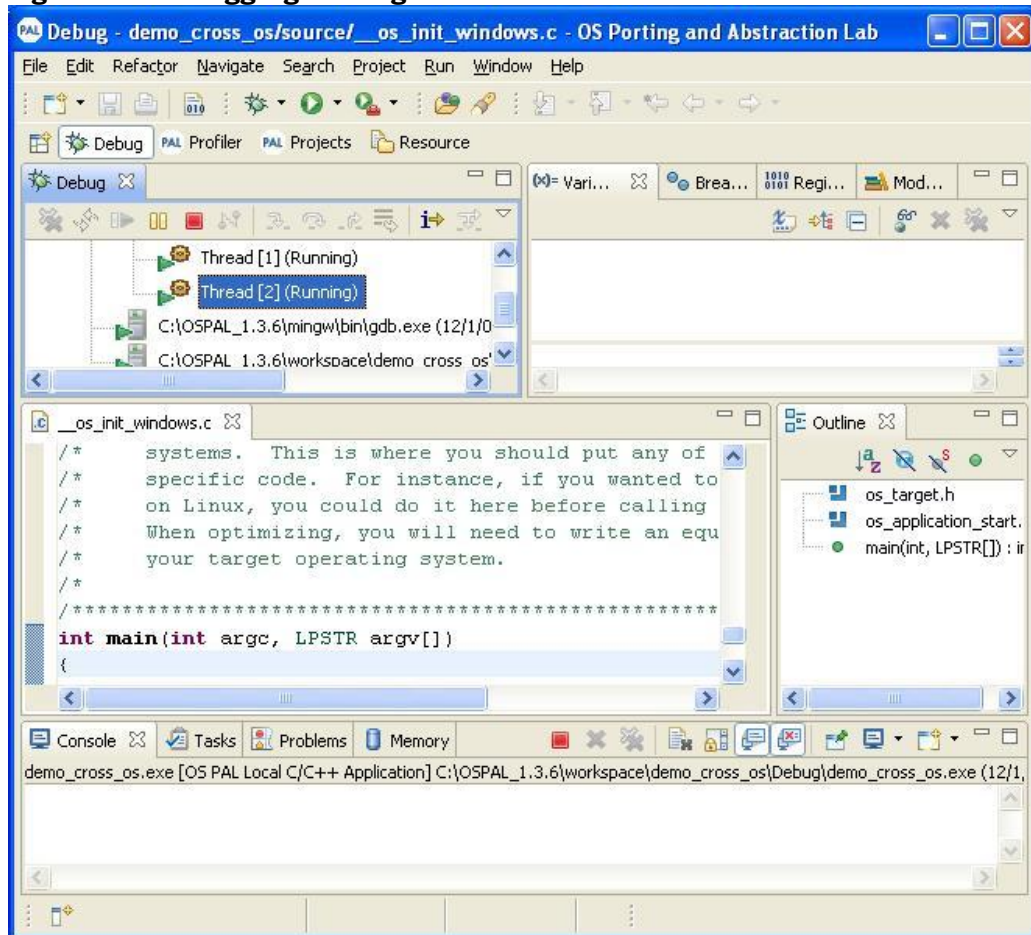 PAL Debug - demo_cross_os/source/__os_init_windows.c - OS Porting and Abstraction Lab
File Edit Refactor Navigate Search Project Run Window Help
010
Debug PAL Profiler PAL Projects Resource
Debug
(x)= Vari... Brea... 1010 0101 Regi... Mod...
Thread [1] (Running)
Thread [2] (Running)
C:\OSPAL_1.3.6\mingw\bin\gdb.exe (12/1/0
C:\OSPAL_1.3.6\workspace\demo_cross_os\
__os_init_windows.c
Outline
/* systems. This is where you should put any of
/* specific code. For instance, if you wanted to
/* on Linux, you could do it here before calling
/* When optimizing, you will need to write an equ
/* your target operating system.
/*
/*****************************************************
int main(int argc, LPSTR argv[])
{
os_target.h
os_application_start.
main(int, LPSTR[]) : ir
Console Tasks Problems Memory
demo_cross_os.exe [OS PAL Local C/C++ Application] C:\OSPAL_1.3.6\workspace\demo_cross_os\Debug\demo_cross_os.exe (12/1,